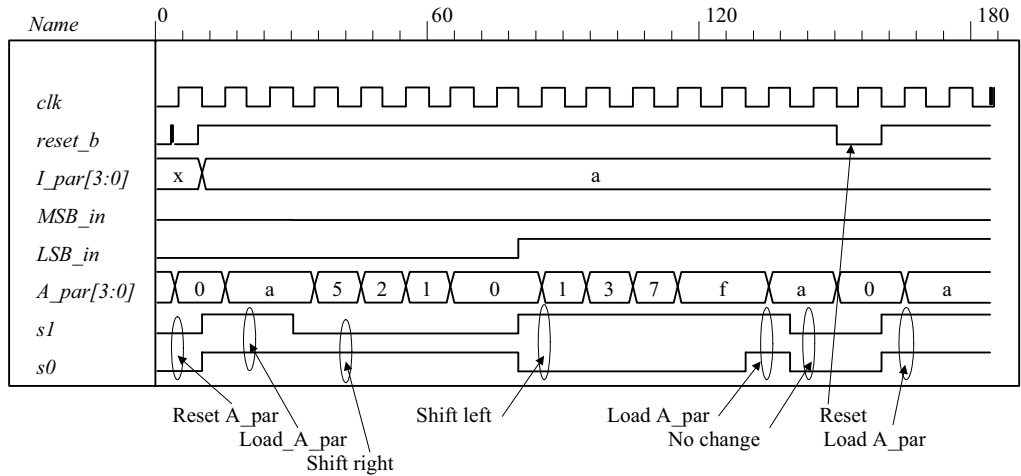 Name 0 60 120 180
clk
reset_b
I_par[3:0] x a
MSB_in
LSB_in
A_par[3:0] 0 a 5 2 1 0 1 3 7 f a 0 a
s1
s0
Reset A_par Shift left Load A_par Reset
Load_A_par No change Load A_par
Shift right